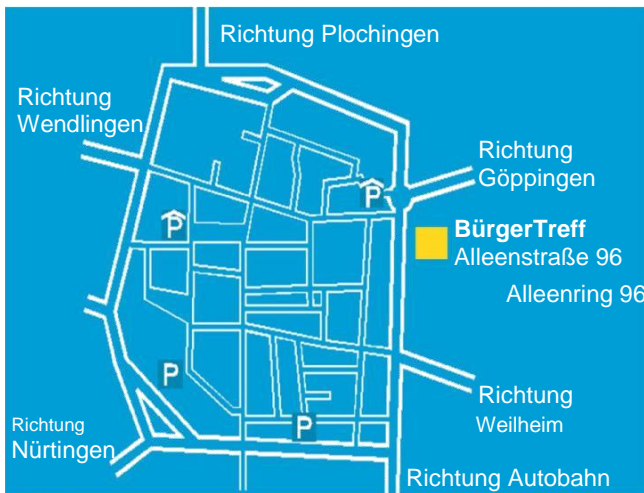 Richtung Plochingen
Richtung
Wendlingen
Richtung
Göppingen
P
P
BürgerTreff
Alleenstraße 96
Alleenring 96
P
Richtung
Weilheim
P
Richtung
Nürtingen
Richtung Autobahn